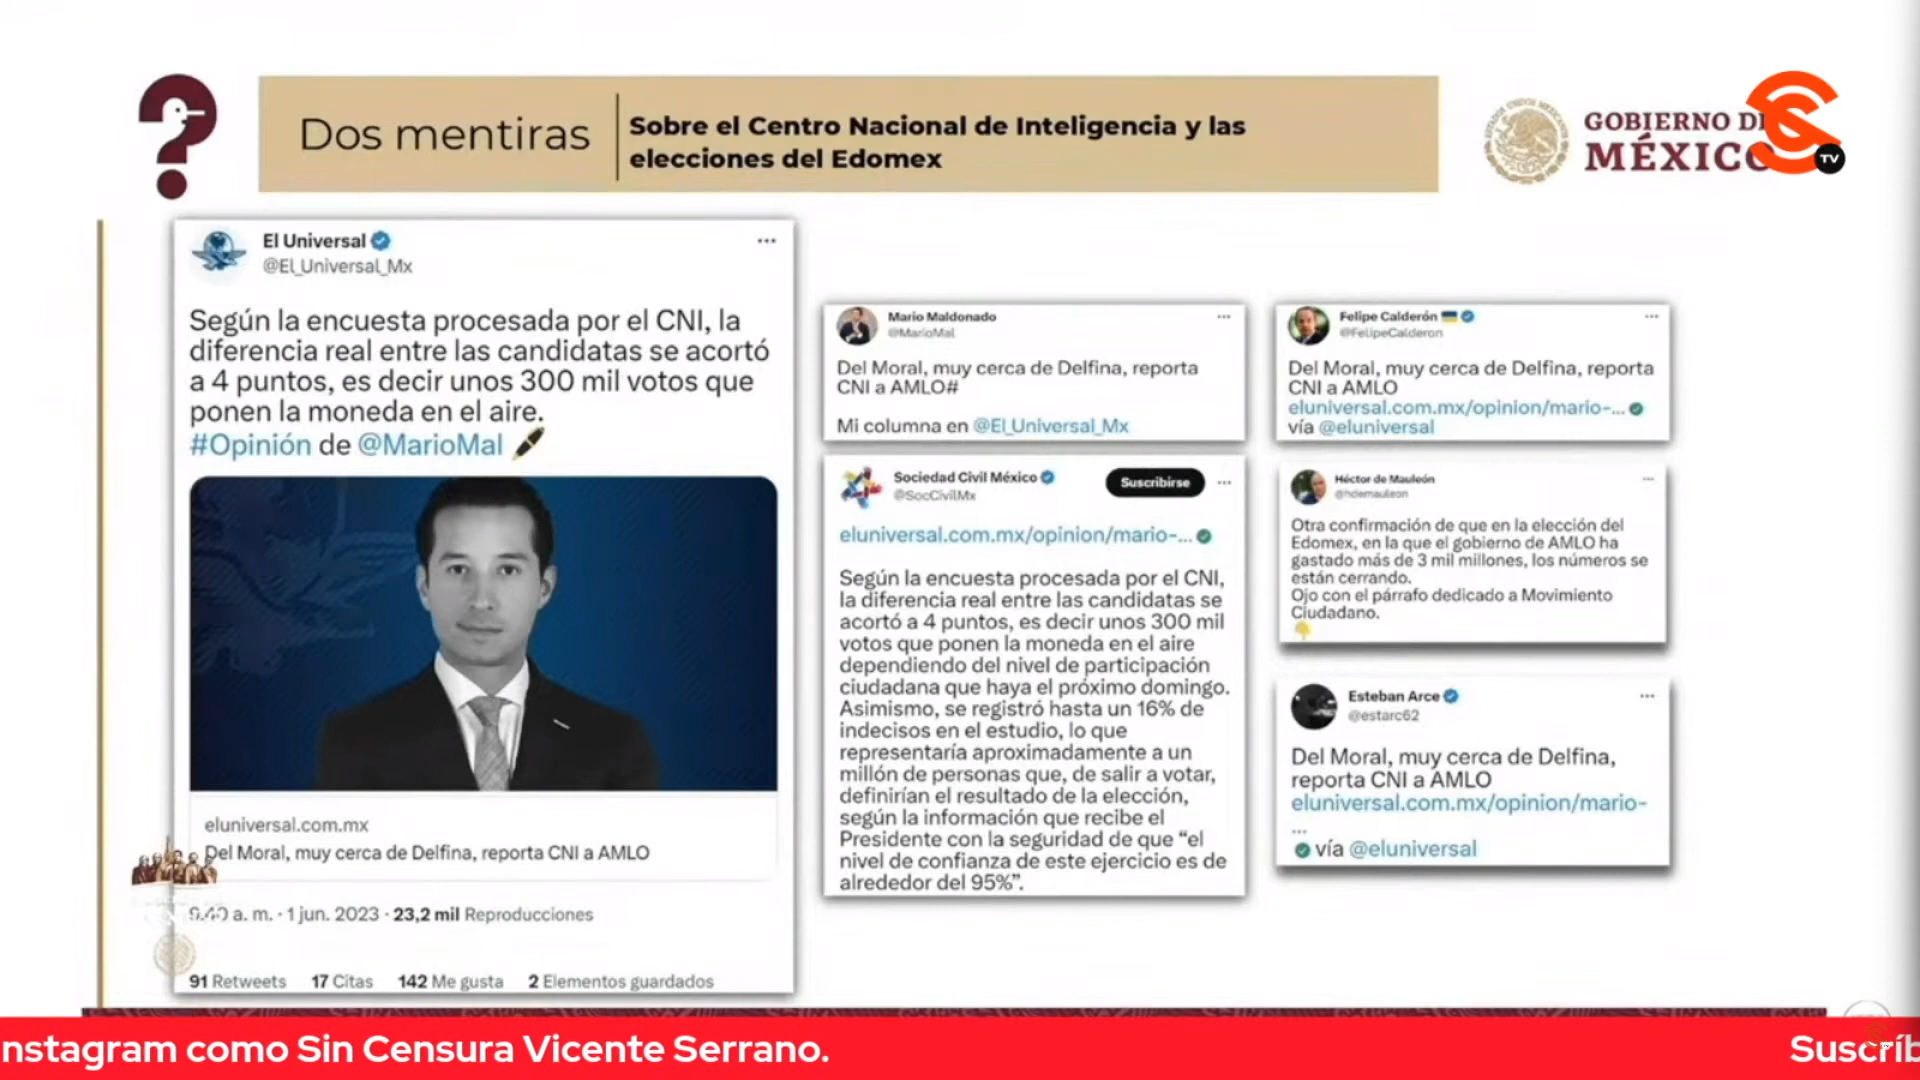 Dos mentiras
Sobre el Centro Nacional de Inteligencia y las
elecciones del Edomex
GOBIERNO DE
MÉXICO
TV
El Universal
@El_Universal_Mx
Según la encuesta procesada por el CNI, la
diferencia real entre las candidatas se acortó
a 4 puntos, es decir unos 300 mil votos que
ponen la moneda en el aire.
#Opinión de @MarioMal
eluniversal.com.mx
Del Moral, muy cerca de Delfina, reporta CNI a AMLO
9:40 a. m. · 1 jun. 2023 · 23,2 mil Reproducciones
91 Retweets 17 Citas 142 Me gusta 2 Elementos guardados
Mario Maldonado
@MarioMal
Del Moral, muy cerca de Delfina, reporta
CNI a AMLO#
Mi columna en @El_Universal_Mx
Sociedad Civil México
@SocCivilMx
Suscribirse
eluniversal.com.mx/opinion/mario-...
Según la encuesta procesada por el CNI,
la diferencia real entre las candidatas se
acortó a 4 puntos, es decir unos 300 mil
votos que ponen la moneda en el aire
dependiendo del nivel de participación
ciudadana que haya el próximo domingo.
Asimismo, se registró hasta un 16% de
indecisos en el estudio, lo que
representaría aproximadamente a un
millón de personas que, de salir a votar,
definirían el resultado de la elección,
según la información que recibe el
Presidente con la seguridad de que “el
nivel de confianza de este ejercicio es de
alrededor del 95%”.
Felipe Calderón
@FelipeCalderon
Del Moral, muy cerca de Delfina, reporta
CNI a AMLO
eluniversal.com.mx/opinion/mario-...
vía @eluniversal
Héctor de Mauleón
@hdemauleon
Otra confirmación de que en la elección del
Edomex, en la que el gobierno de AMLO ha
gastado más de 3 mil millones, los números se
están cerrando.
Ojo con el párrafo dedicado a Movimiento
Ciudadano.
Esteban Arce
@estarc62
Del Moral, muy cerca de Delfina,
reporta CNI a AMLO
eluniversal.com.mx/opinion/mario-
...
vía @eluniversal
nstagram como Sin Censura Vicente Serrano.
Suscríb